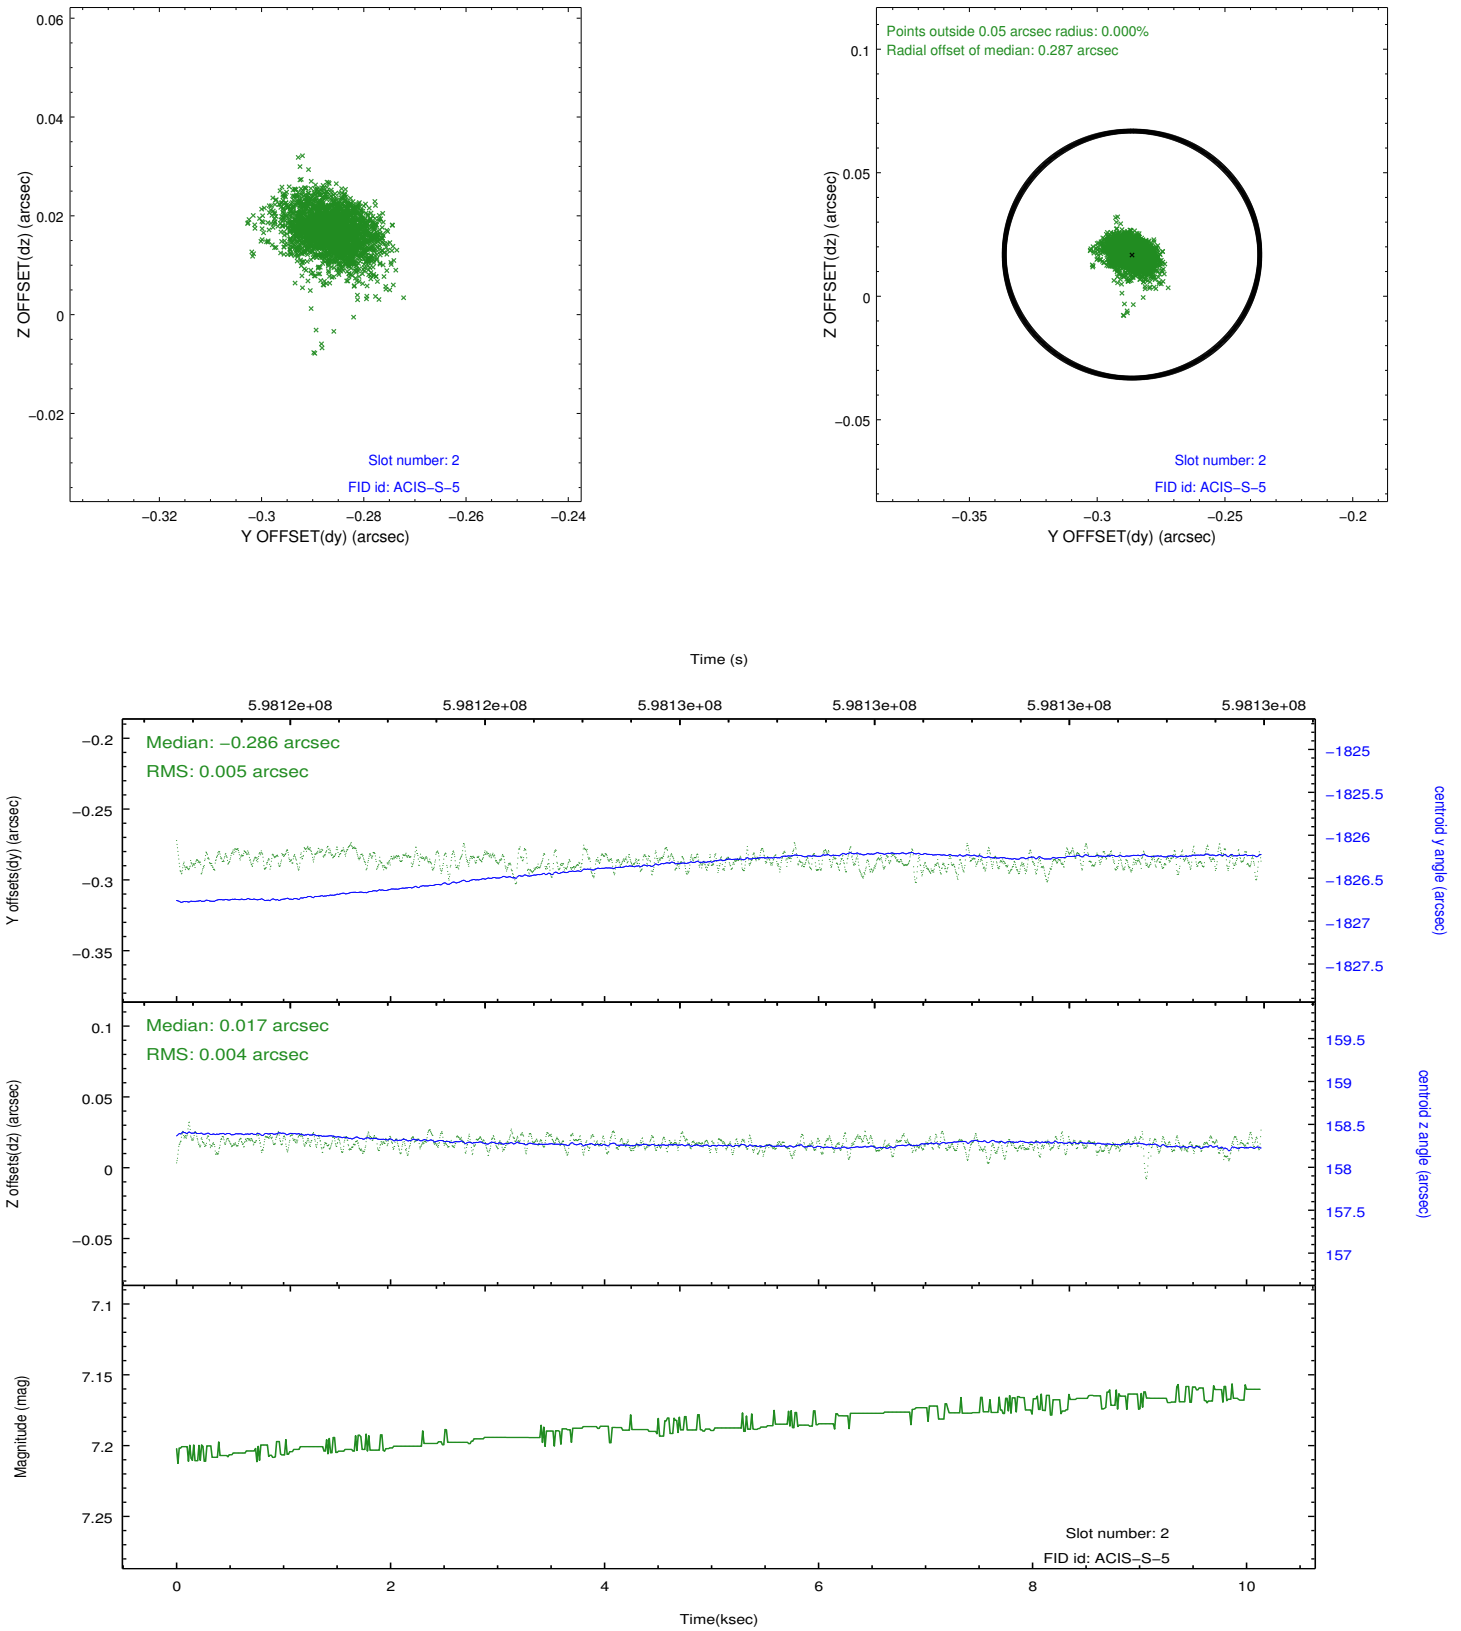 0.06
0.04
0.02
0
−0.02
Z OFFSET(dz) (arcsec)
Slot number: 2
FID id: ACIS−S−5
−0.32 −0.3 −0.28 −0.26 −0.24
Y OFFSET(dy) (arcsec)
Points outside 0.05 arcsec radius: 0.000%
Radial offset of median: 0.287 arcsec
0.1
0.05
0
−0.05
Z OFFSET(dz) (arcsec)
Slot number: 2
FID id: ACIS−S−5
−0.35 −0.3 −0.25 −0.2
Y OFFSET(dy) (arcsec)
Time (s)
5.9812e+08 5.9812e+08 5.9813e+08 5.9813e+08 5.9813e+08 5.9813e+08
Median: −0.286 arcsec
RMS: 0.005 arcsec
−0.2
−0.25
−0.3
−0.35
Y offsets(dy) (arcsec)
−1825
−1825.5
−1826
−1826.5
−1827
−1827.5
centroid y angle (arcsec)
Median: 0.017 arcsec
RMS: 0.004 arcsec
0.1
0.05
0
−0.05
Z offsets(dz) (arcsec)
159.5
159
158.5
158
157.5
157
centroid z angle (arcsec)
7.1
7.15
7.2
7.25
Magnitude (mag)
Slot number: 2
FID id: ACIS−S−5
0 2 4 6 8 10
Time(ksec)